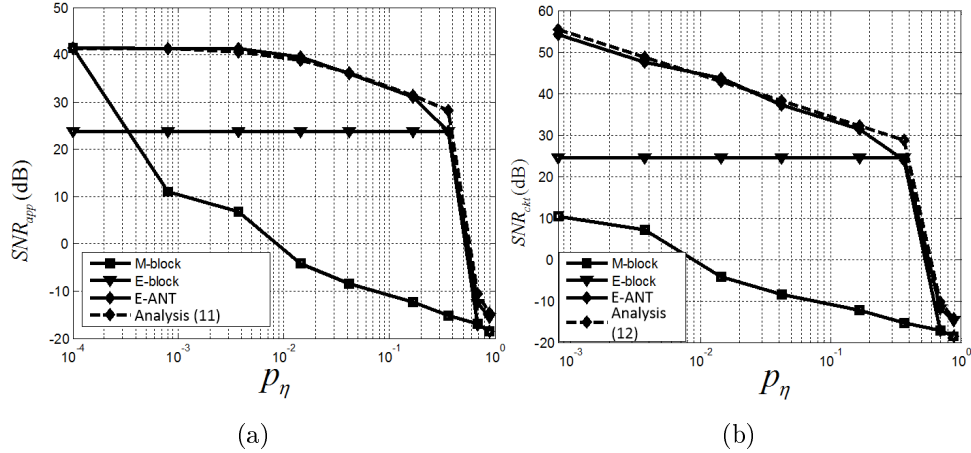 50
40
30
20
10
0
-10
-20
SNR_app (dB)
M-block
E-block
E-ANT
Analysis (11)
10^-4
10^-3
10^-2
10^-1
10^0
p_η
(a)
60
50
40
30
20
10
0
-10
-20
SNR_ckt (dB)
M-block
E-block
E-ANT
Analysis
(12)
10^-3
10^-2
10^-1
10^0
p_η
(b)